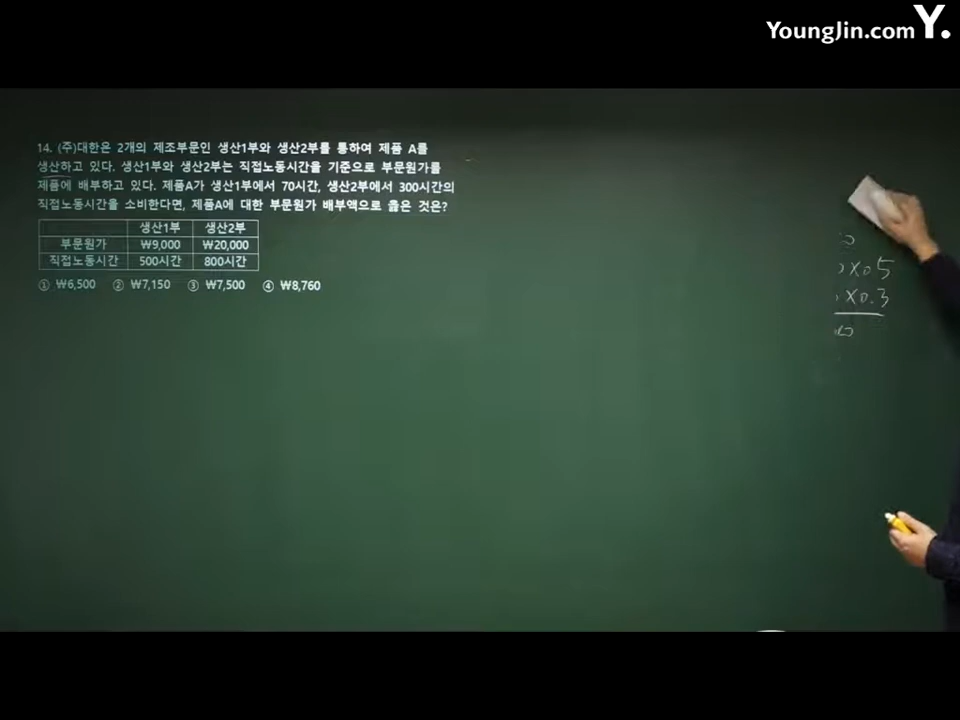 YoungJin.com Y.
14. (주)대한은 2개의 제조부문인 생산1부와 생산2부를 통하여 제품 A를
생산하고 있다. 생산1부와 생산2부는 직접노동시간을 기준으로 부문원가를
제품에 배부하고 있다. 제품A가 생산1부에서 70시간, 생산2부에서 300시간의
직접노동시간을 소비한다면, 제품A에 대한 부문원가 배부액으로 옳은 것은?
생산1부 생산2부
부문원가 ₩9,000 ₩20,000
직접노동시간 500시간 800시간
① ₩6,500 ② ₩7,150 ③ ₩7,500 ④ ₩8,760
×0.5
×0.3